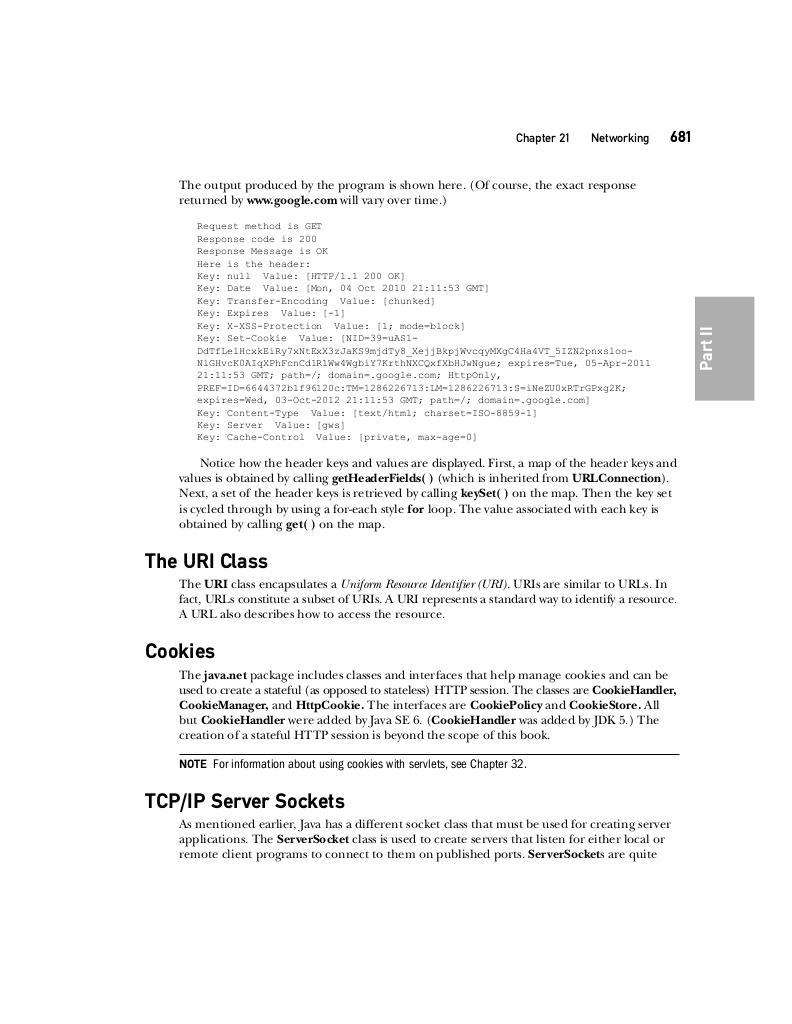 Chapter 21 Networking 681
The output produced by the program is shown here. (Of course, the exact response
returned by www.google.com will vary over time.)
Request method is GET
Response code is 200
Response Message is OK
Here is the header:
Key: null Value: [HTTP/1.1 200 OK]
Key: Date Value: [Mon, 04 Oct 2010 21:11:53 GMT]
Key: Transfer-Encoding Value: [chunked]
Key: Expires Value: [-1]
Key: X-XSS-Protection Value: [1; mode=block]
Key: Set-Cookie Value: [NID=39=uAS1-
DdTfLe1HcxkEiRy7xNtExX3zJaKS9mjdTy8_XejjBkpjWvcqyMXgC4Ha4VT_5IZN2pnxsloo-
NlGHvcK0AIqXPhFcnCd1R1Ww4WgbiY7KrthNXCQxfXbHJwNgue; expires=Tue, 05-Apr-2011
21:11:53 GMT; path=/; domain=.google.com; HttpOnly,
PREF=ID=6644372b1f96120c:TM=1286226713:LM=1286226713:S=iNeZU0xRTrGPxg2K;
expires=Wed, 03-Oct-2012 21:11:53 GMT; path=/; domain=.google.com]
Key: Content-Type Value: [text/html; charset=ISO-8859-1]
Key: Server Value: [gws]
Key: Cache-Control Value: [private, max-age=0]
Part II
Notice how the header keys and values are displayed. First, a map of the header keys and
values is obtained by calling getHeaderFields( ) (which is inherited from URLConnection).
Next, a set of the header keys is retrieved by calling keySet( ) on the map. Then the key set
is cycled through by using a for-each style for loop. The value associated with each key is
obtained by calling get( ) on the map.
The URI Class
The URI class encapsulates a Uniform Resource Identifier (URI). URIs are similar to URLs. In
fact, URLs constitute a subset of URIs. A URI represents a standard way to identify a resource.
A URL also describes how to access the resource.
Cookies
The java.net package includes classes and interfaces that help manage cookies and can be
used to create a stateful (as opposed to stateless) HTTP session. The classes are CookieHandler,
CookieManager, and HttpCookie. The interfaces are CookiePolicy and CookieStore. All
but CookieHandler were added by Java SE 6. (CookieHandler was added by JDK 5.) The
creation of a stateful HTTP session is beyond the scope of this book.
NOTE For information about using cookies with servlets, see Chapter 32.
TCP/IP Server Sockets
As mentioned earlier, Java has a different socket class that must be used for creating server
applications. The ServerSocket class is used to create servers that listen for either local or
remote client programs to connect to them on published ports. ServerSockets are quite